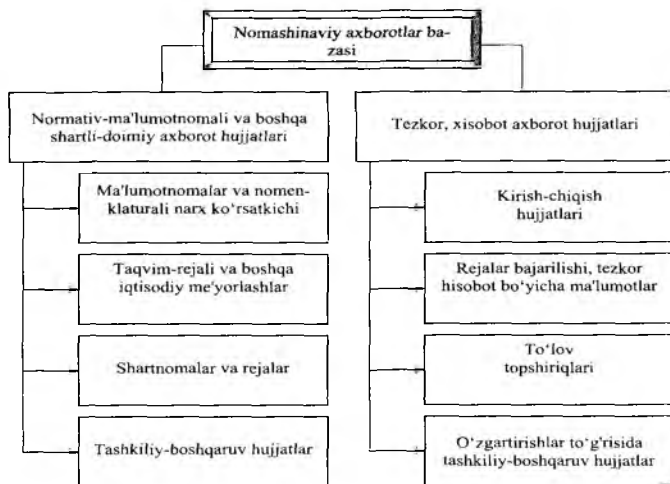 Nomashinaviy axborotlar ba-
zasi
Normativ-ma'lumotnomali va boshqa
shartli-doimiy axborot hujjatlari
Ma'lumotnomalar va nomen-
klaturali narx ko‘rsatkichi
Taqvim-rejali va boshqa
iqtisodiy me'yorlashlar
Shartnomalar va rejalar
Tashkiliy-boshqaruv hujjatlar
Tezkor, xisobot axborot hujjatlari
Kirish-chiqish
hujjatlari
Rejalar bajarilishi, tezkor
hisobot bo‘yicha ma'lumotlar
To‘lov
topshiriqlari
O‘zgartirishlar to‘g'risida
tashkiliy-boshqaruv hujjatlar